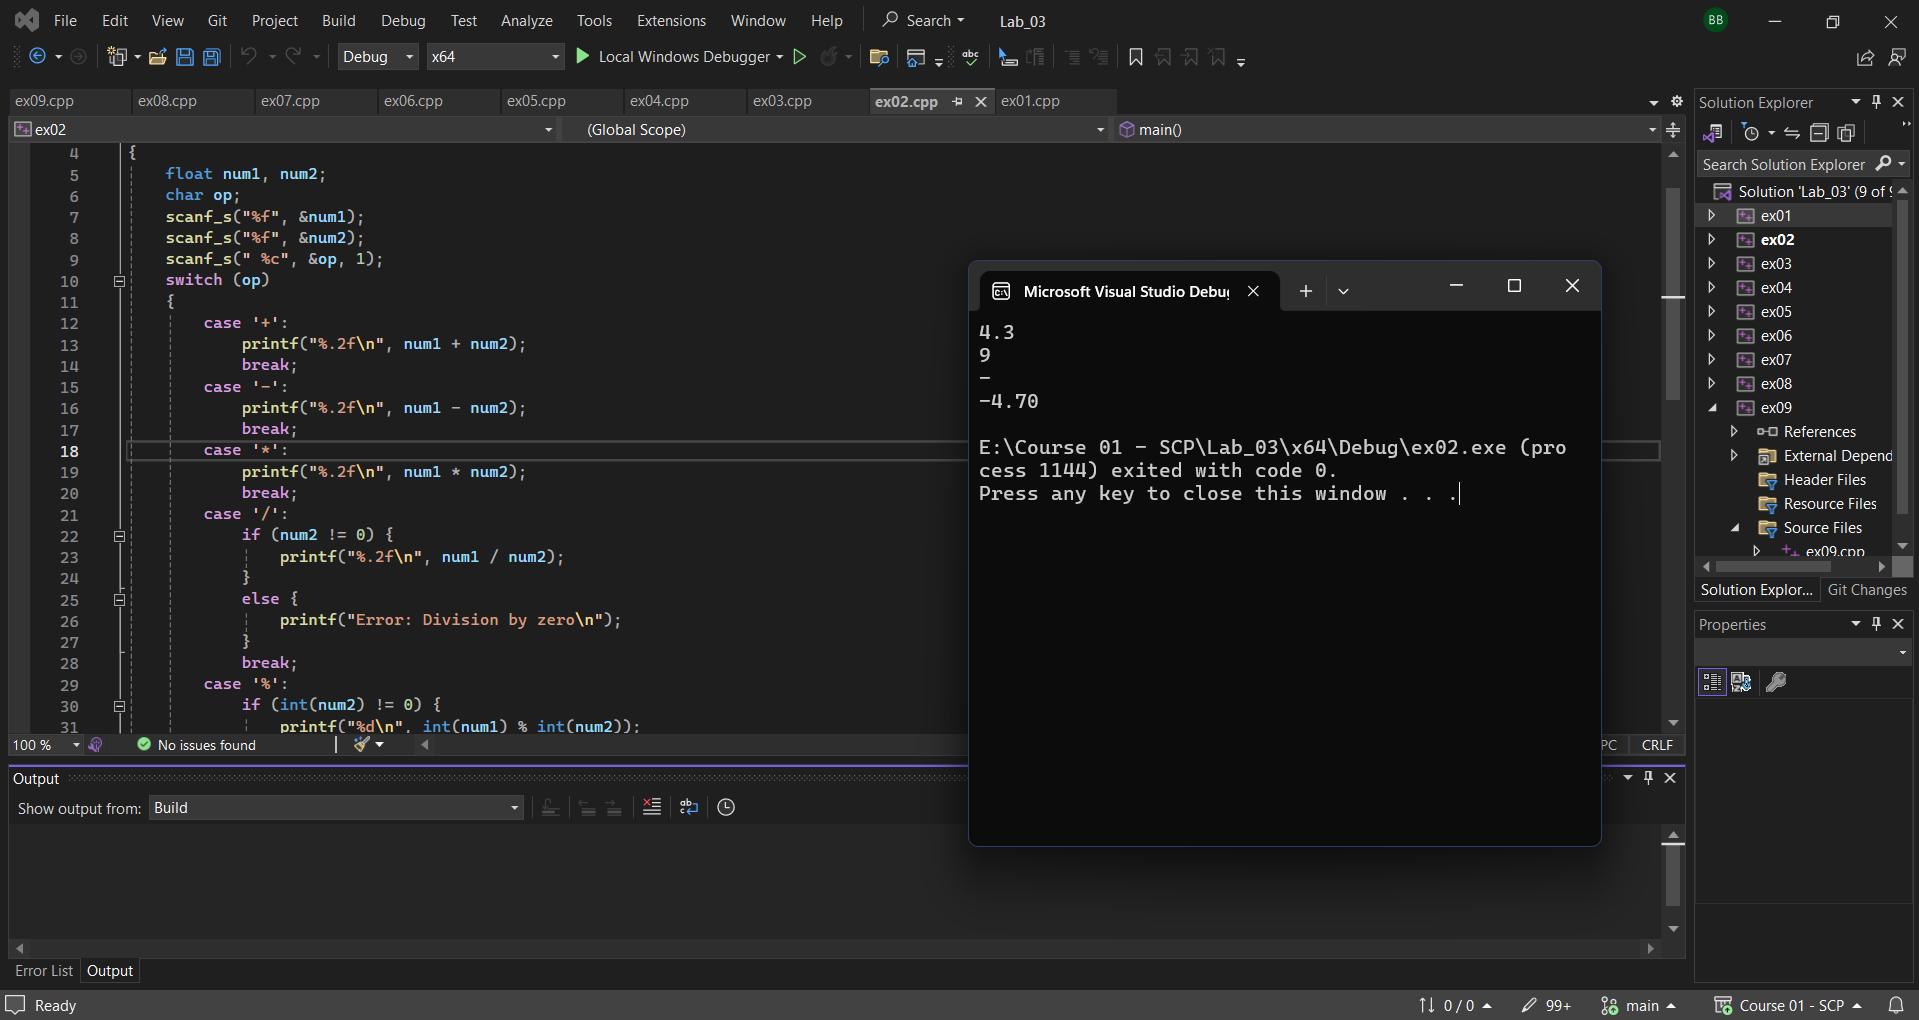 File Edit View Git Project Build Debug Test Analyze Tools Extensions Window Help Search Lab_03 BB
Debug x64 Local Windows Debugger
ex09.cpp ex08.cpp ex07.cpp ex06.cpp ex05.cpp ex04.cpp ex03.cpp ex02.cpp ex01.cpp
ex02 (Global Scope) main()
4 {
5 float num1, num2;
6 char op;
7 scanf_s("%f", &num1);
8 scanf_s("%f", &num2);
9 scanf_s(" %c", &op, 1);
10 switch (op)
11 {
12 case '+':
13 printf("%.2f\n", num1 + num2);
14 break;
15 case '-':
16 printf("%.2f\n", num1 - num2);
17 break;
18 case '*':
19 printf("%.2f\n", num1 * num2);
20 break;
21 case '/':
22 if (num2 != 0) {
23 printf("%.2f\n", num1 / num2);
24 }
25 else {
26 printf("Error: Division by zero\n");
27 }
28 break;
29 case '%':
30 if (int(num2) != 0) {
31 printf("%d\n", int(num1) % int(num2));
100 % No issues found
PC CRLF
Microsoft Visual Studio Debug
4.3
9
-
-4.70
E:\Course 01 - SCP\Lab_03\x64\Debug\ex02.exe (pro
cess 1144) exited with code 0.
Press any key to close this window . . .
Solution Explorer
Search Solution Explorer
Solution 'Lab_03' (9 of 9
ex01
ex02
ex03
ex04
ex05
ex06
ex07
ex08
ex09
References
External Depend
Header Files
Resource Files
Source Files
ex09.cpp
Solution Explor... Git Changes
Properties
Output
Show output from: Build
Error List Output
Ready 0 / 0 99+ main Course 01 - SCP